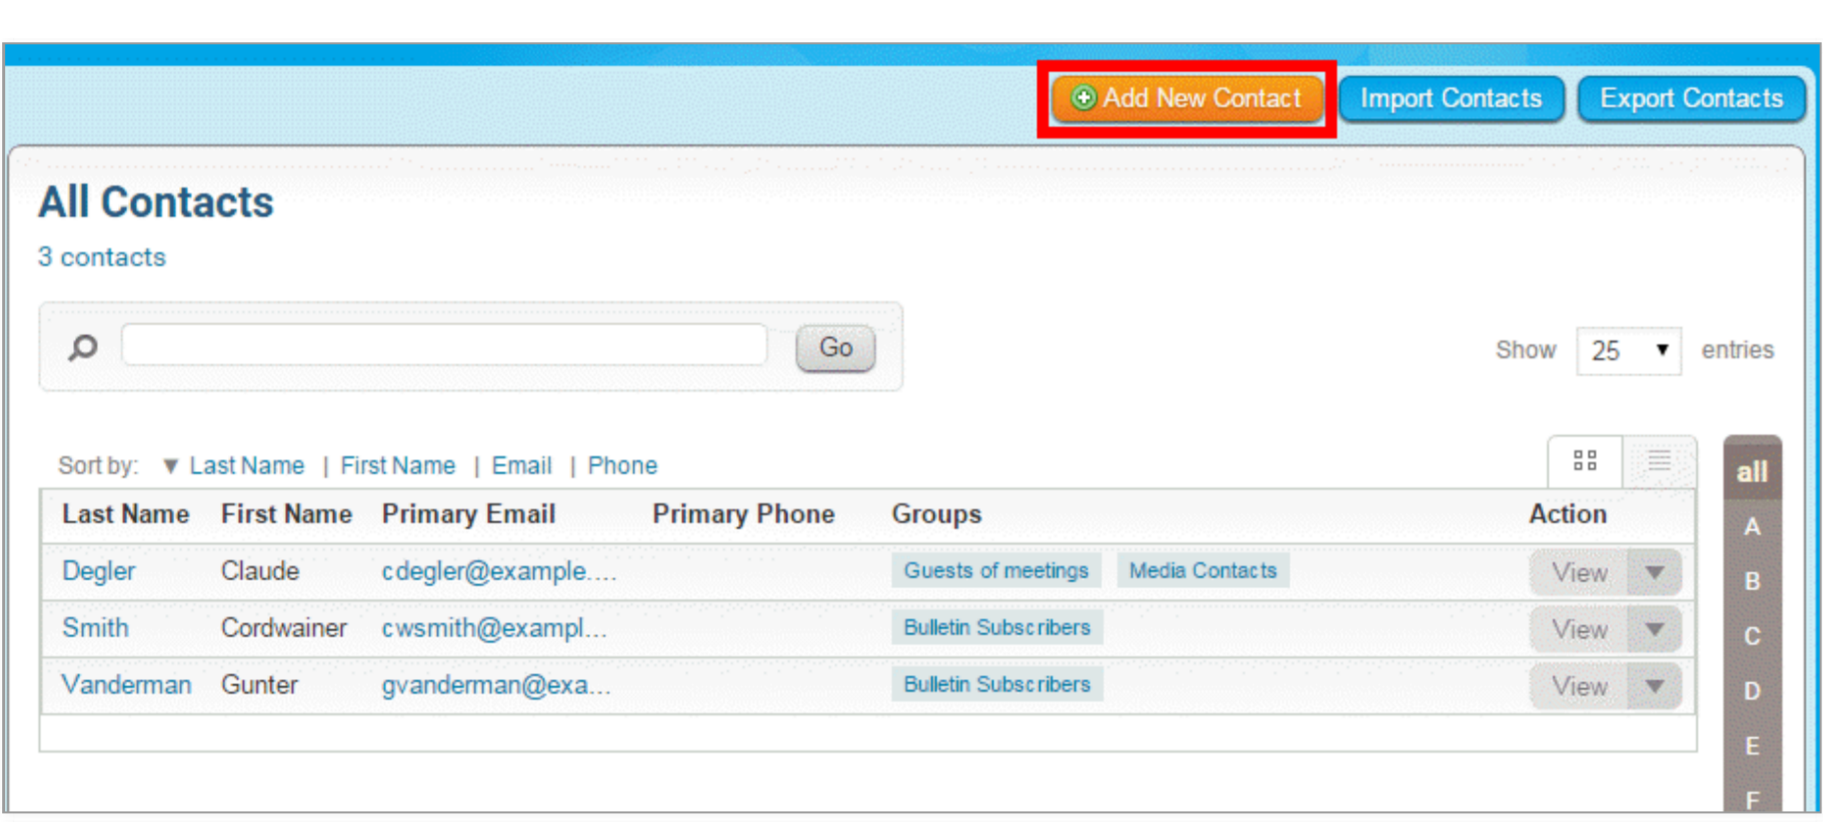 Add New Contact Import Contacts Export Contacts
All Contacts
3 contacts
Go Show 25 ▼ entries
Sort by: ▼ Last Name | First Name | Email | Phone
all
Last Name First Name Primary Email Primary Phone Groups Action
A
Degler Claude cdegler@example.... Guests of meetings Media Contacts View ▼
B
Smith Cordwainer cwsmith@exampl... Bulletin Subscribers View ▼
C
Vanderman Gunter gvanderman@exa... Bulletin Subscribers View ▼
D
E
F